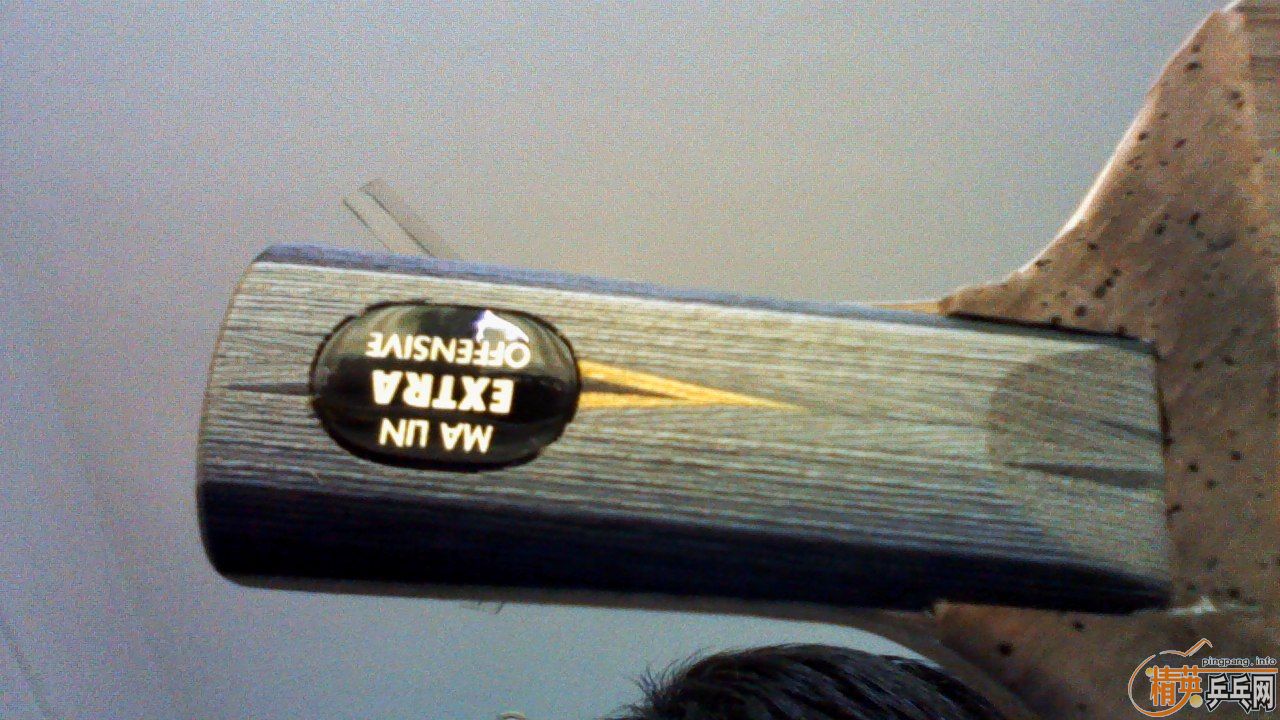 MA LIN
EXTRA
OFFENSIVE
pingpang.info
精英乒乓网